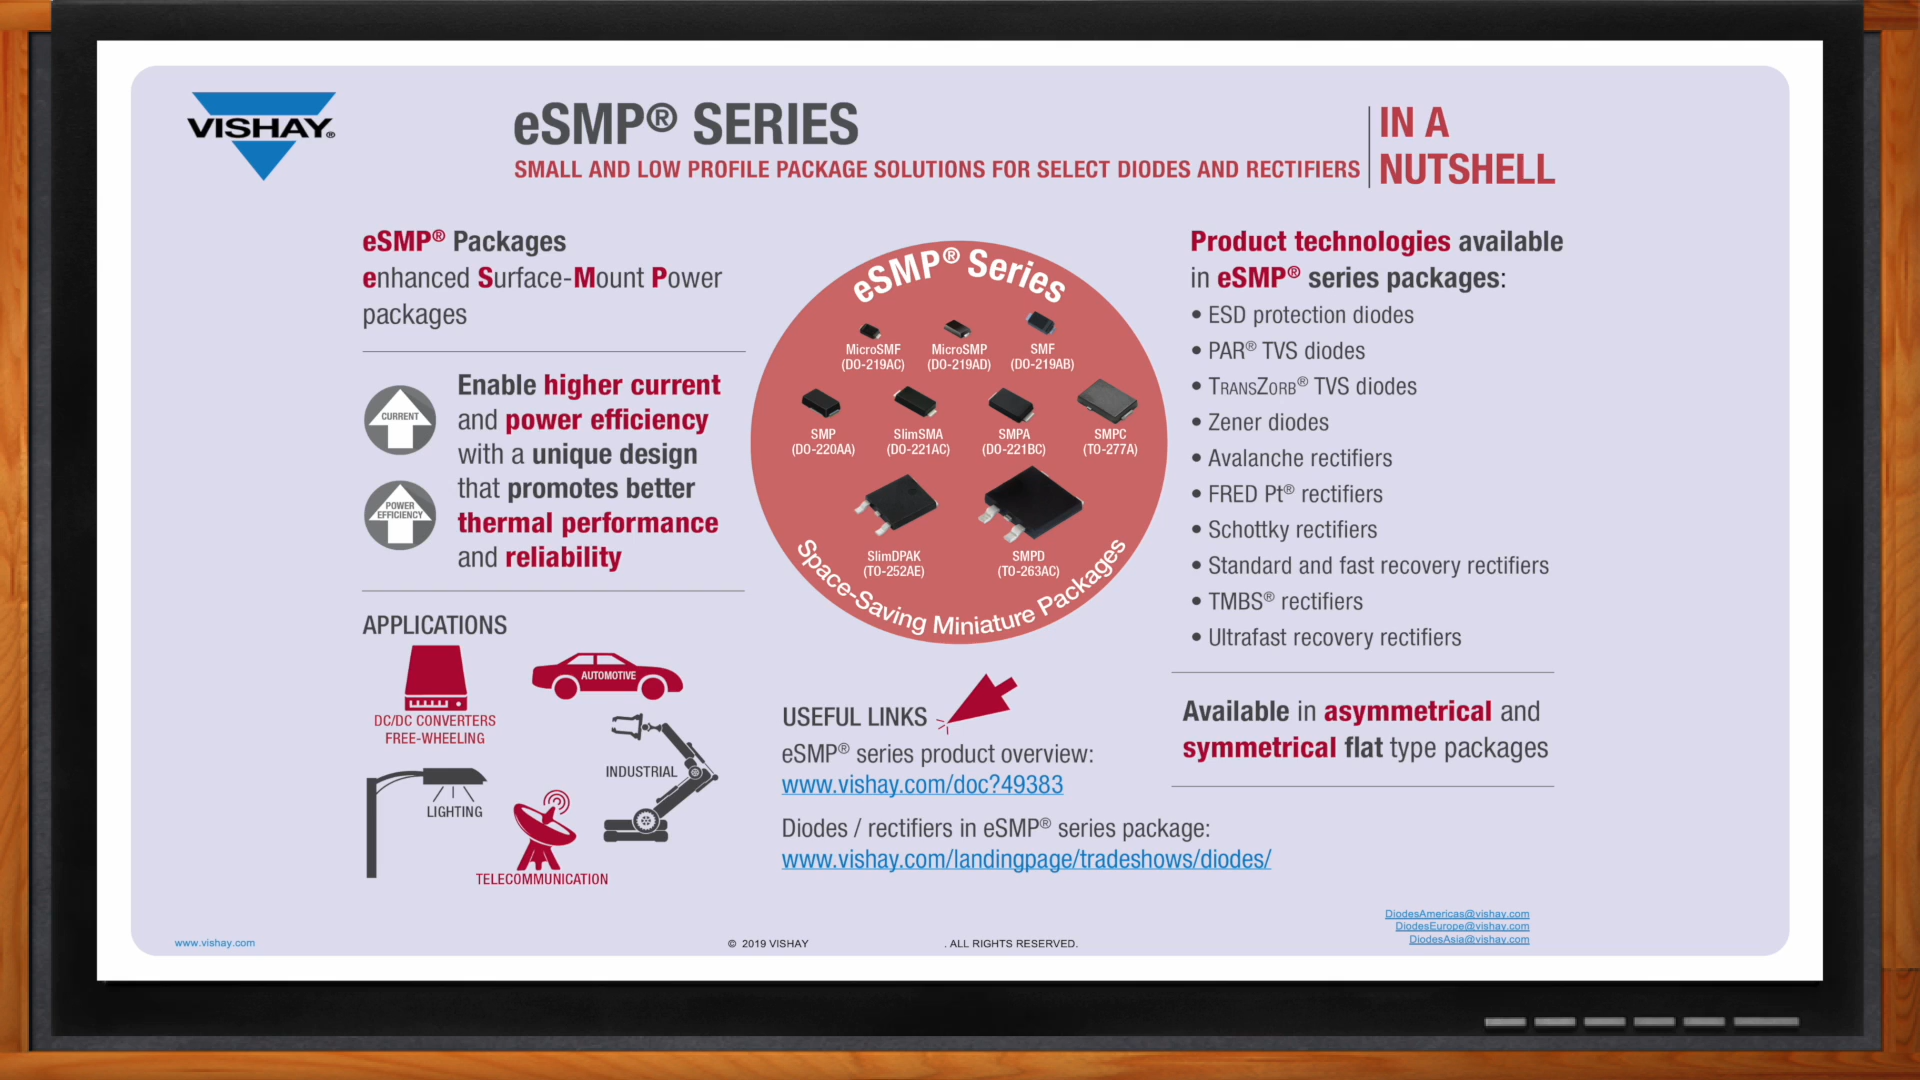 VISHAY®
eSMP® SERIES
SMALL AND LOW PROFILE PACKAGE SOLUTIONS FOR SELECT DIODES AND RECTIFIERS
IN A
NUTSHELL
eSMP® Packages
enhanced Surface-Mount Power
packages
CURRENT
POWER
EFFICIENCY
Enable higher current
and power efficiency
with a unique design
that promotes better
thermal performance
and reliability
APPLICATIONS
DC/DC CONVERTERS
FREE-WHEELING
AUTOMOTIVE
INDUSTRIAL
LIGHTING
TELECOMMUNICATION
eSMP® Series
MicroSMF
(DO-219AC)
MicroSMP
(DO-219AD)
SMF
(DO-219AB)
SMP
(DO-220AA)
SlimSMA
(DO-221AC)
SMPA
(DO-221BC)
SMPC
(TO-277A)
SlimDPAK
(TO-252AE)
SMPD
(TO-263AC)
Space-Saving Miniature Packages
USEFUL LINKS
eSMP® series product overview:
www.vishay.com/doc?49383
Diodes / rectifiers in eSMP® series package:
www.vishay.com/landingpage/tradeshows/diodes/
Product technologies available
in eSMP® series packages:
• ESD protection diodes
• PAR® TVS diodes
• TRANSZORB® TVS diodes
• Zener diodes
• Avalanche rectifiers
• FRED Pt® rectifiers
• Schottky rectifiers
• Standard and fast recovery rectifiers
• TMBS® rectifiers
• Ultrafast recovery rectifiers
Available in asymmetrical and
symmetrical flat type packages
DiodesAmericas@vishay.com
DiodesEurope@vishay.com
DiodesAsia@vishay.com
www.vishay.com
© 2019 VISHAY . ALL RIGHTS RESERVED.